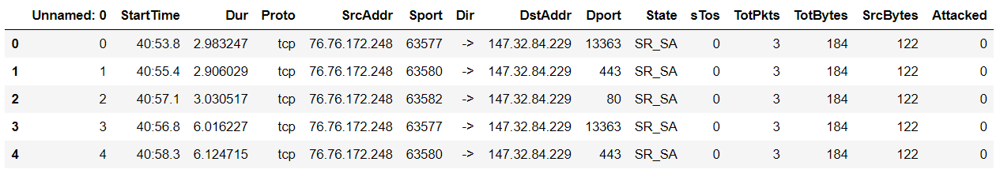 Unnamed: 0 StartTime Dur Proto SrcAddr Sport Dir DstAddr Dport State sTos TotPkts TotBytes SrcBytes Attacked
0 0 40:53.8 2.983247 tcp 76.76.172.248 63577 -> 147.32.84.229 13363 SR_SA 0 3 184 122 0
1 1 40:55.4 2.906029 tcp 76.76.172.248 63580 -> 147.32.84.229 443 SR_SA 0 3 184 122 0
2 2 40:57.1 3.030517 tcp 76.76.172.248 63582 -> 147.32.84.229 80 SR_SA 0 3 184 122 0
3 3 40:56.8 6.016227 tcp 76.76.172.248 63577 -> 147.32.84.229 13363 SR_SA 0 3 184 122 0
4 4 40:58.3 6.124715 tcp 76.76.172.248 63580 -> 147.32.84.229 443 SR_SA 0 3 184 122 0